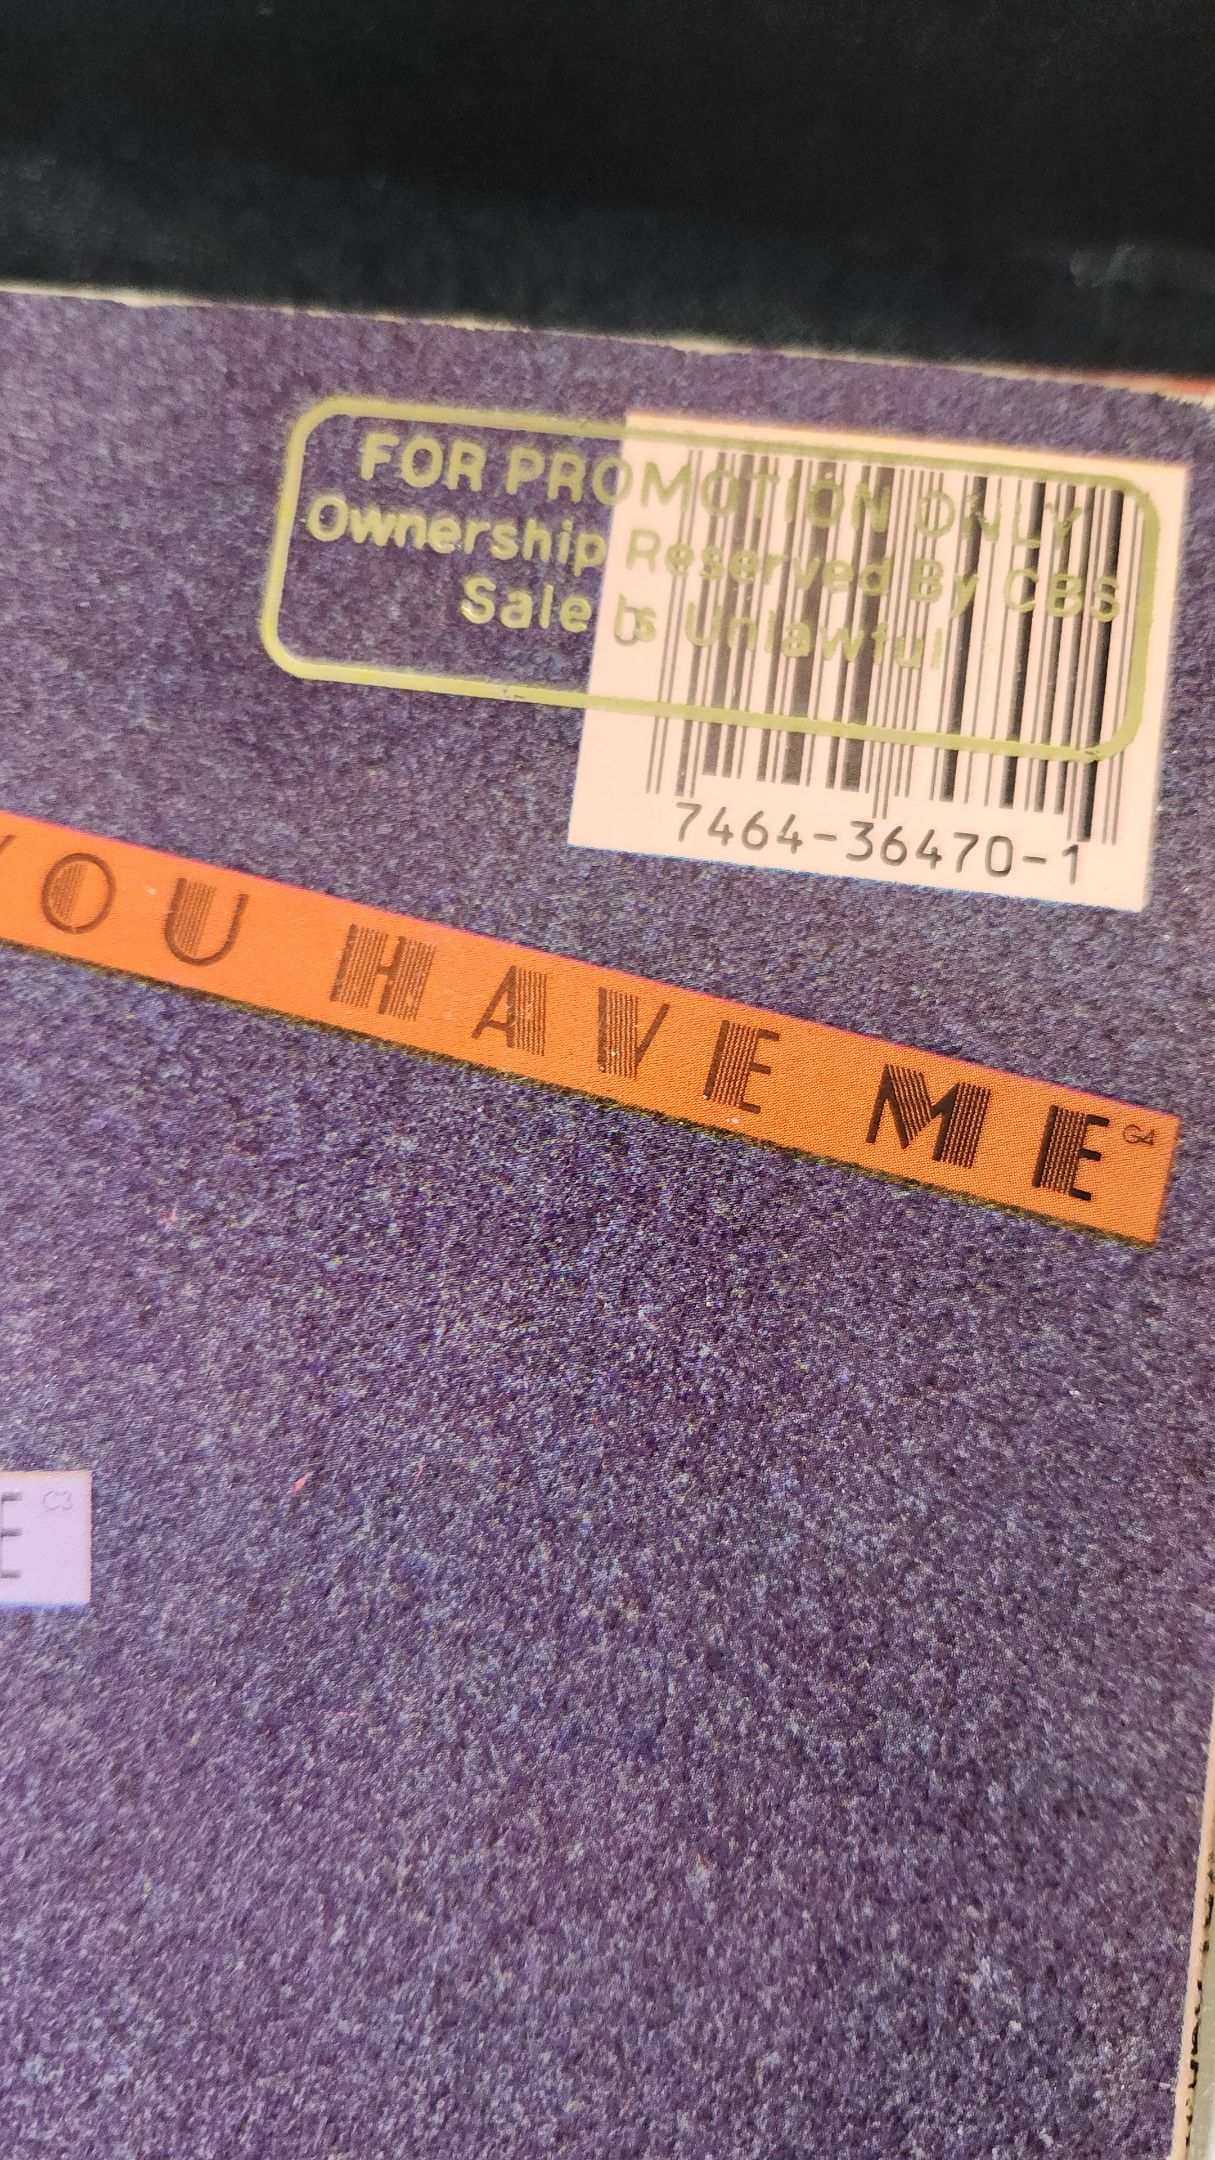 FOR PROMOTION ONLY
Ownership Reserved By CBS
Sale Is Unlawful
7464-36470-1
YOU HAVE ME G4
E C3